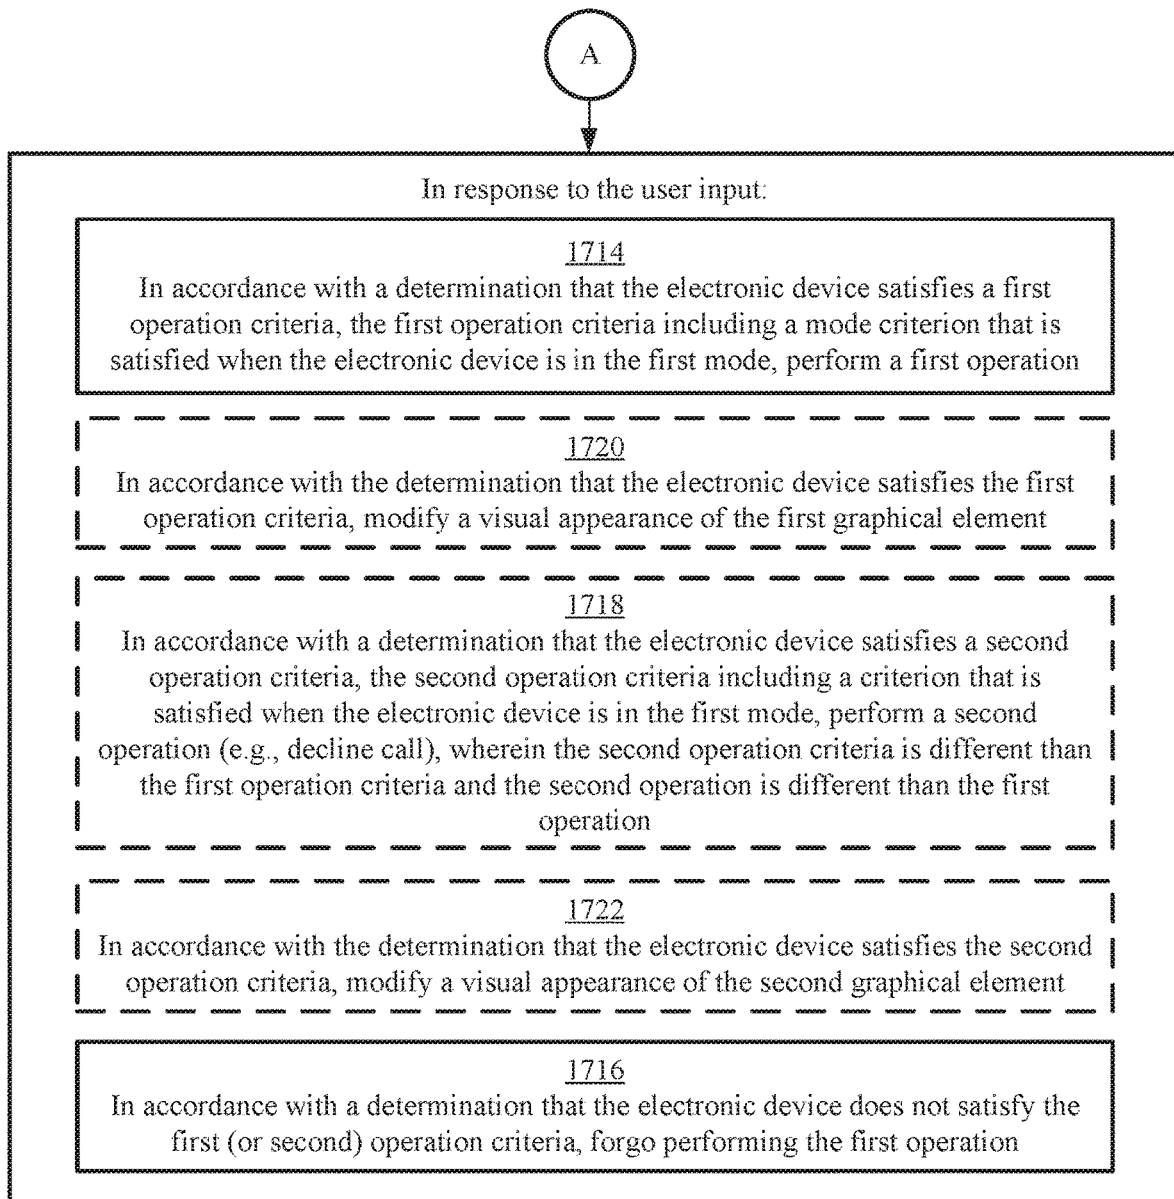 A
In response to the user input:
1714
In accordance with a determination that the electronic device satisfies a first
operation criteria, the first operation criteria including a mode criterion that is
satisfied when the electronic device is in the first mode, perform a first operation
1720
In accordance with the determination that the electronic device satisfies the first
operation criteria, modify a visual appearance of the first graphical element
1718
In accordance with a determination that the electronic device satisfies a second
operation criteria, the second operation criteria including a criterion that is
satisfied when the electronic device is in the first mode, perform a second
operation (e.g., decline call), wherein the second operation criteria is different than
the first operation criteria and the second operation is different than the first
operation
1722
In accordance with the determination that the electronic device satisfies the second
operation criteria, modify a visual appearance of the second graphical element
1716
In accordance with a determination that the electronic device does not satisfy the
first (or second) operation criteria, forgo performing the first operation